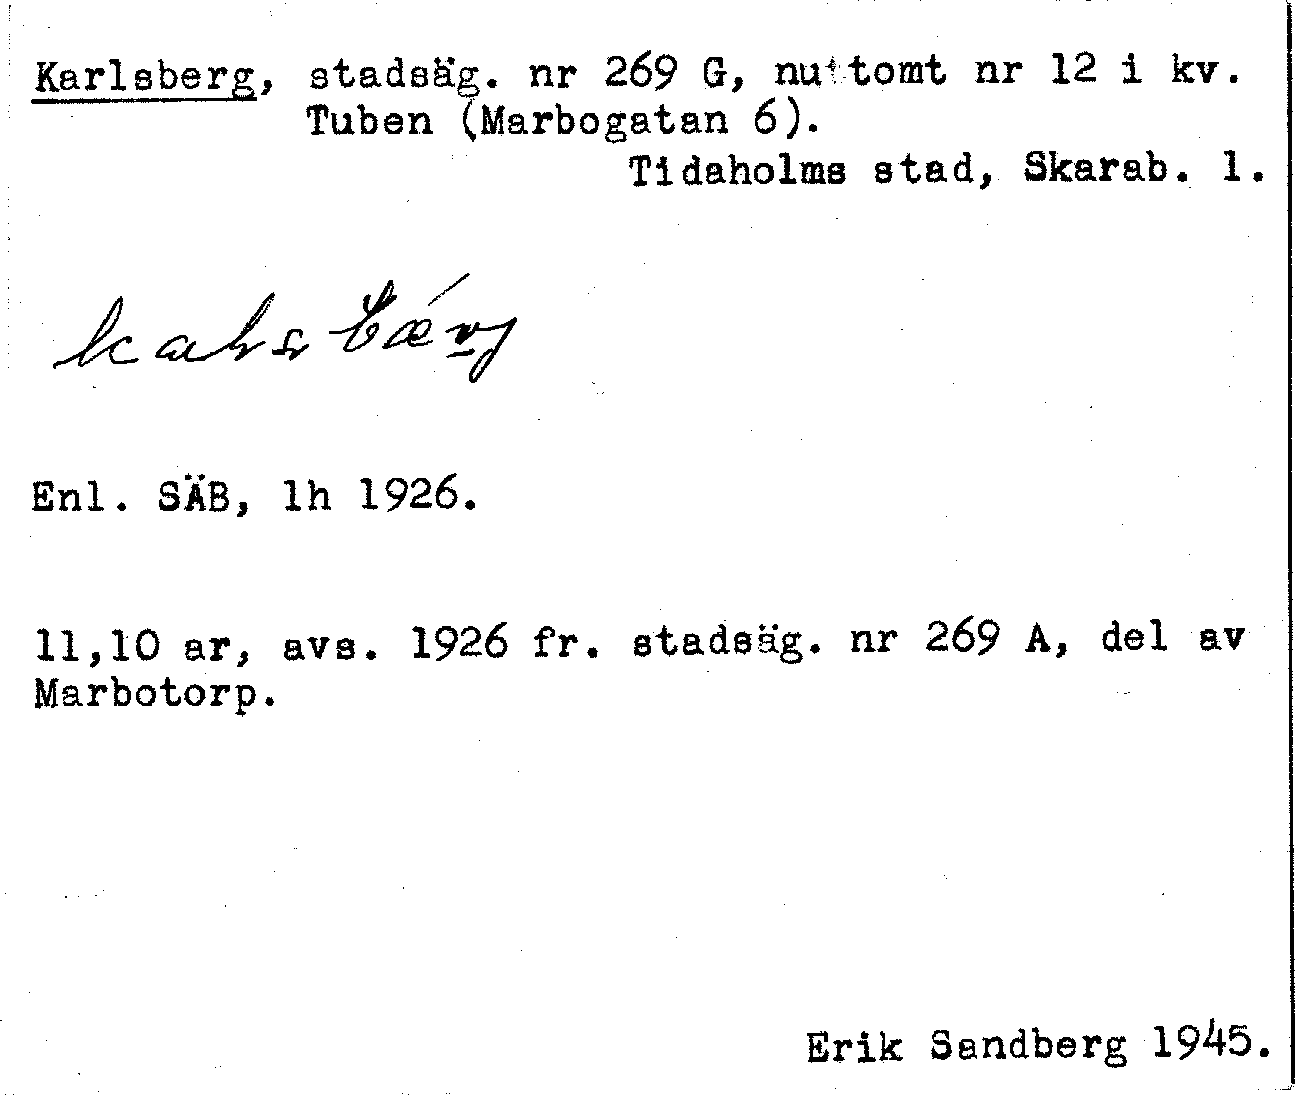 Karlsberg, stadsäg. nr 269 G, nu tomt nr 12 i kv.
Tuben (Marbogatan 6).
Tidaholms stad, Skarab. l.
Enl. SÄB, lh 1926.
11,10 ar, avs. 1926 fr. stadsäg. nr 269 A, del av
Marbotorp.
Erik Sandberg 1945.